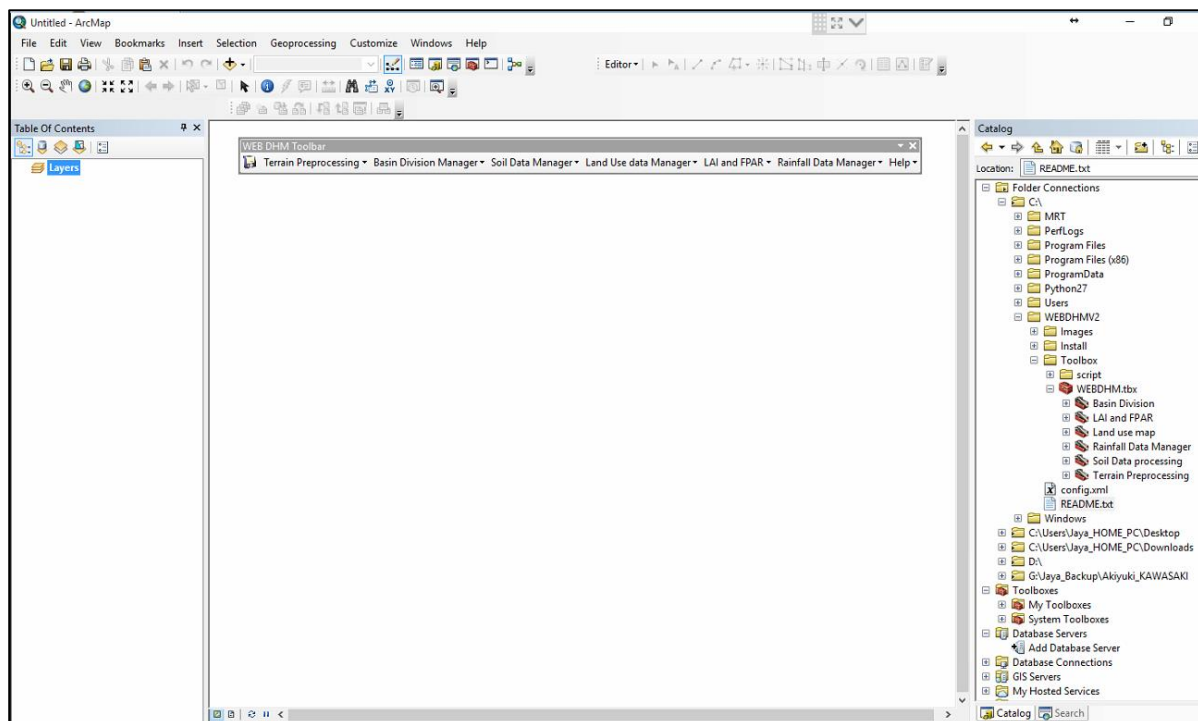 Untitled - ArcMap
File Edit View Bookmarks Insert Selection Geoprocessing Customize Windows Help
Editor
Table Of Contents
Layers
WEB DHM Toolbar
Terrain Preprocessing Basin Division Manager Soil Data Manager Land Use data Manager LAI and FPAR Rainfall Data Manager Help
Catalog
Location: README.txt
Folder Connections
C:\
MRT
PerfLogs
Program Files
Program Files (x86)
ProgramData
Python27
Users
WEBDHMV2
Images
Install
Toolbox
script
WEBDHM.tbx
Basin Division
LAI and FPAR
Land use map
Rainfall Data Manager
Soil Data processing
Terrain Preprocessing
config.xml
README.txt
Windows
C:\Users\Jaya_HOME_PC\Desktop
C:\Users\Jaya_HOME_PC\Downloads
D:\
G:\Jaya_Backup\Akiyuki_KAWASAKI
Toolboxes
My Toolboxes
System Toolboxes
Database Servers
Add Database Server
Database Connections
GIS Servers
My Hosted Services
Catalog Search